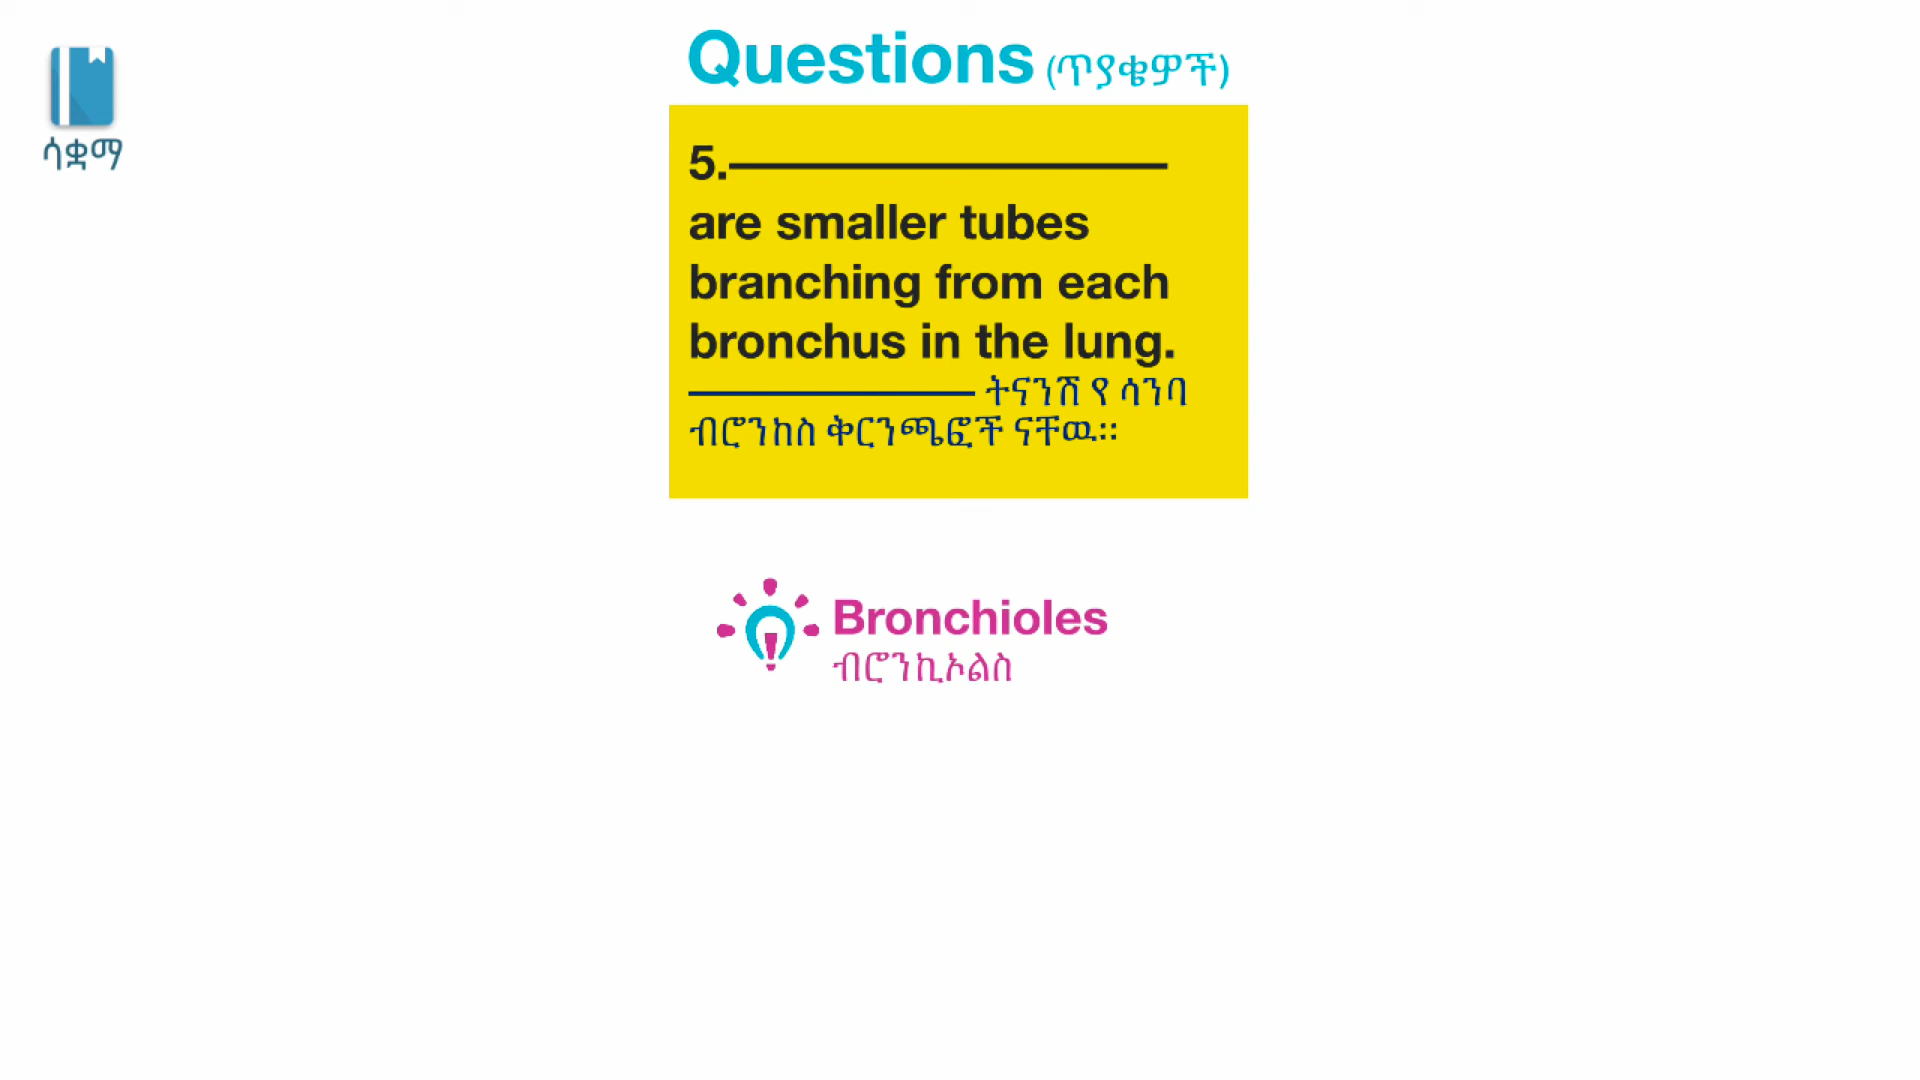 Questions (ጥያቄዎች)
ሳቋማ
5.
are smaller tubes
branching from each
bronchus in the lung.
ትናንሽ የ ሳንባ
ብሮንከስ ቅርንጫፎች ናቸዉ፡፡
Bronchioles
ብሮንኪኦልስ